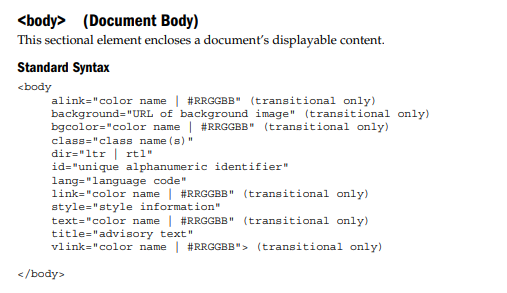 <body> (Document Body)
This sectional element encloses a document's displayable content.
Standard Syntax
<body
alink="color name | #RRGGBB" (transitional only)
background="URL of background image" (transitional only)
bgcolor="color name | #RRGGBB" (transitional only)
class="class name(s)"
dir="ltr | rtl"
id="unique alphanumeric identifier"
lang="language code"
link="color name | #RRGGBB" (transitional only)
style="style information"
text="color name | #RRGGBB" (transitional only)
title="advisory text"
vlink="color name | #RRGGBB"> (transitional only)
</body>